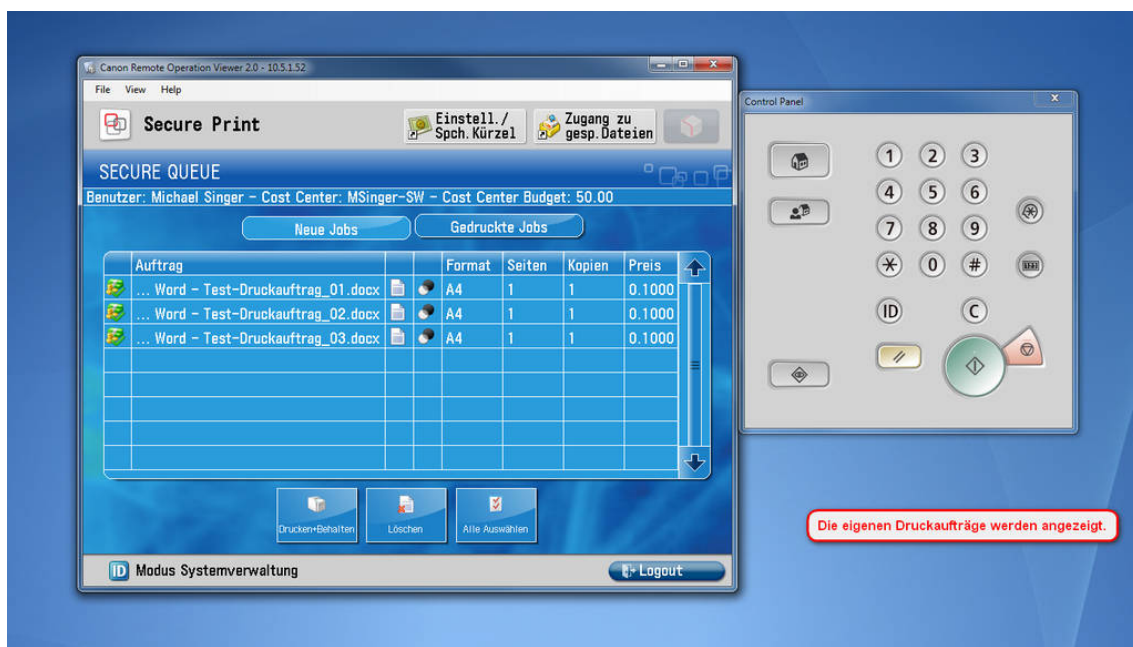 Canon Remote Operation Viewer 2.0 - 10.5.1.52
File View Help
Secure Print
Einstell./
Spch.Kürzel
Zugang zu
gesp.Dateien
SECURE QUEUE
Benutzer: Michael Singer - Cost Center: MSinger-SW - Cost Center Budget: 50.00
Neue Jobs
Gedruckte Jobs
Auftrag Format Seiten Kopien Preis
... Word - Test-Druckauftrag_01.docx A4 1 1 0.1000
... Word - Test-Druckauftrag_02.docx A4 1 1 0.1000
... Word - Test-Druckauftrag_03.docx A4 1 1 0.1000
Drucken+Behalten
Löschen
Alle Auswählen
ID Modus Systemverwaltung
Logout
Control Panel
1 2 3
4 5 6
7 8 9
* 0 #
ID C
Die eigenen Druckaufträge werden angezeigt.